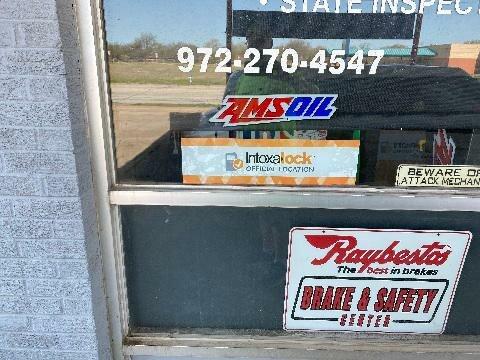 • STATE INSPEC
972-270-4547
AMSOIL
Intoxalock
OFFICIAL LOCATION
BEWARE OF
ATTACK MECHAN
Raybestos
The best in brakes
BRAKE & SAFETY
CENTER